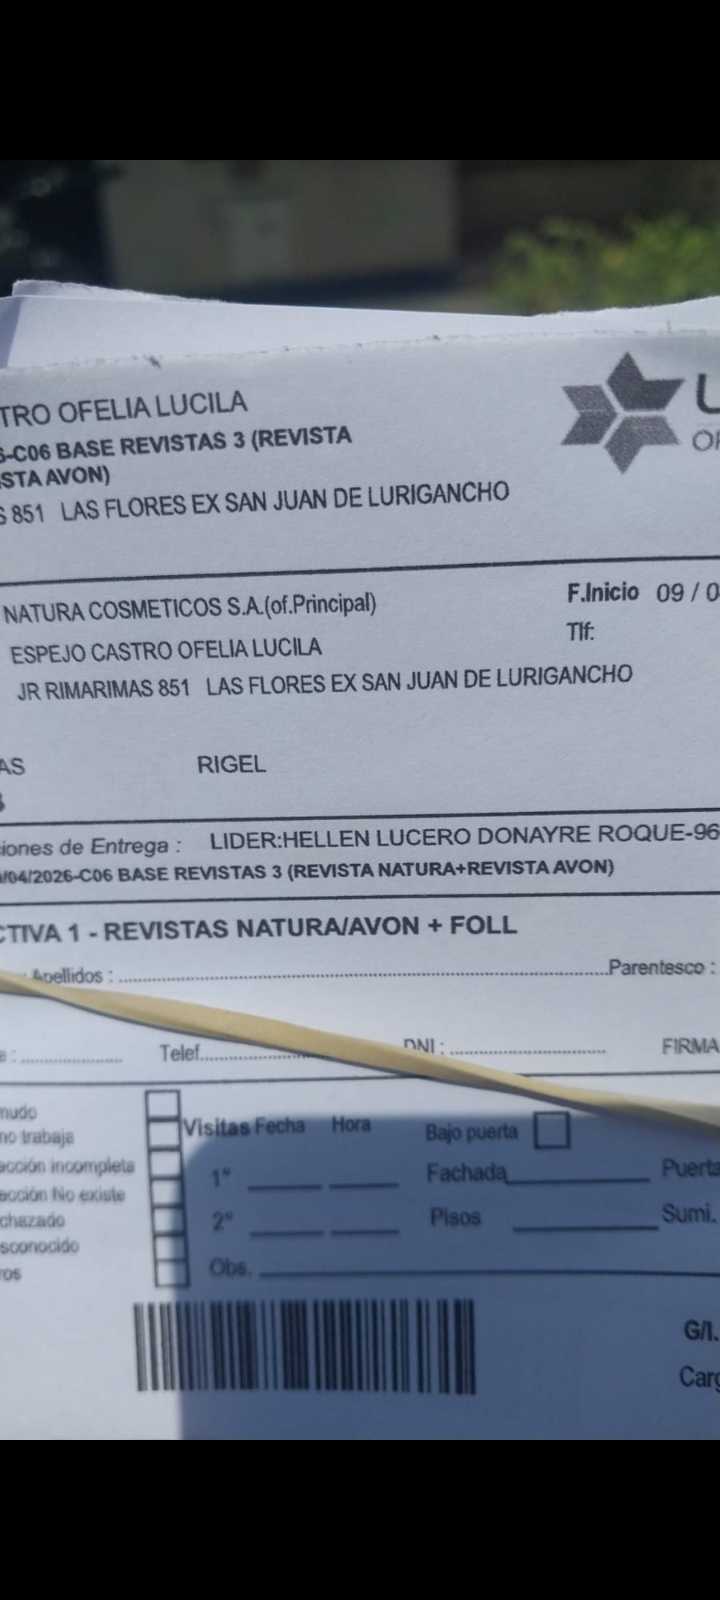 TRO OFELIA LUCILA
6-C06 BASE REVISTAS 3 (REVISTA
STA AVON)
S 851 LAS FLORES EX SAN JUAN DE LURIGANCHO
U
OF
NATURA COSMETICOS S.A.(of.Principal)
F.Inicio 09 / 0
ESPEJO CASTRO OFELIA LUCILA
Tlf:
JR RIMARIMAS 851 LAS FLORES EX SAN JUAN DE LURIGANCHO
AS RIGEL
iones de Entrega : LIDER:HELLEN LUCERO DONAYRE ROQUE-96
/04/2026-C06 BASE REVISTAS 3 (REVISTA NATURA+REVISTA AVON)
CTIVA 1 - REVISTAS NATURA/AVON + FOLL
Apellidos : Parentesco :
a : Telef. DNI : FIRMA
mudo
no trabaja
Visitas Fecha Hora Bajo puerta
acción incompleta
1° Fachada Puerta
acción No existe
chazado
2° Pisos Sumi.
sconocido
ros
Obs.
G/I.
Carg